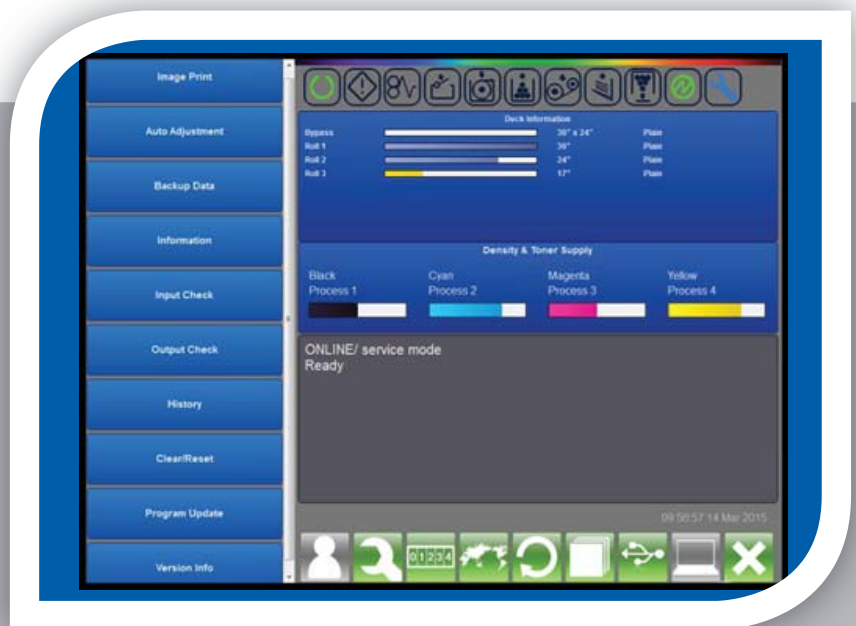 Image Print
Auto Adjustment
Backup Data
Information
Input Check
Output Check
History
Clear/Reset
Program Update
Version Info
Deck Information
Bypass 36" x 24" Plain
Roll 1 36" Plain
Roll 2 24" Plain
Roll 3 17" Plain
Density & Toner Supply
Black Cyan Magenta Yellow
Process 1 Process 2 Process 3 Process 4
ONLINE/ service mode
Ready
09:56:57 14 Mar 2015
01234